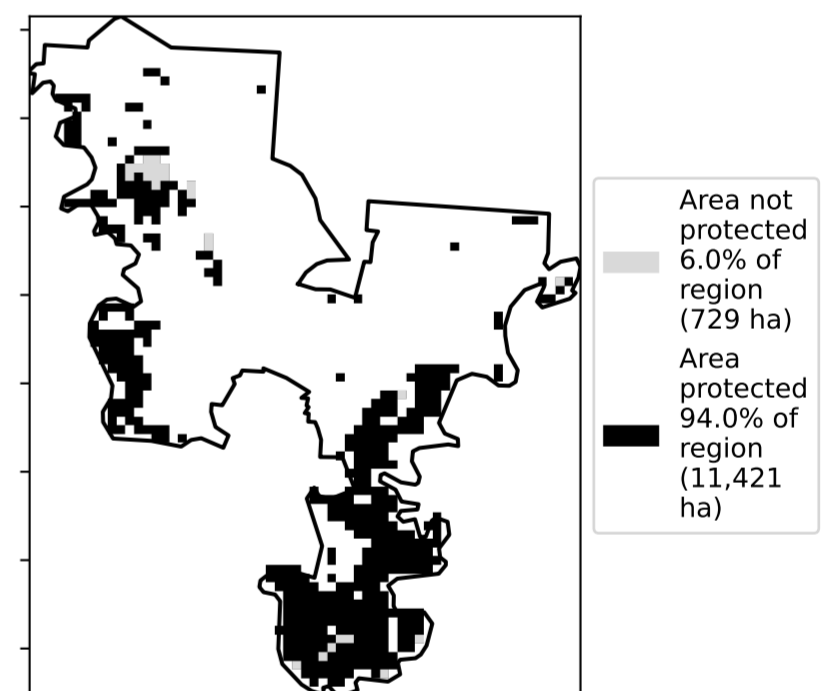 Area not
protected
6.0% of
region
(729 ha)
Area
protected
94.0% of
region
(11,421
ha)